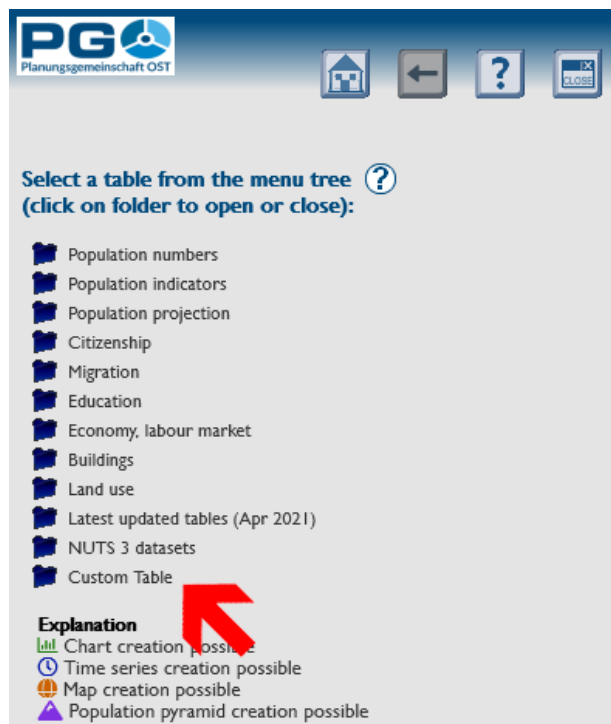 PGO
Planungsgemeinschaft OST
?
CLOSE
Select a table from the menu tree ?
(click on folder to open or close):
Population numbers
Population indicators
Population projection
Citizenship
Migration
Education
Economy, labour market
Buildings
Land use
Latest updated tables (Apr 2021)
NUTS 3 datasets
Custom Table
Explanation
Chart creation possible
Time series creation possible
Map creation possible
Population pyramid creation possible